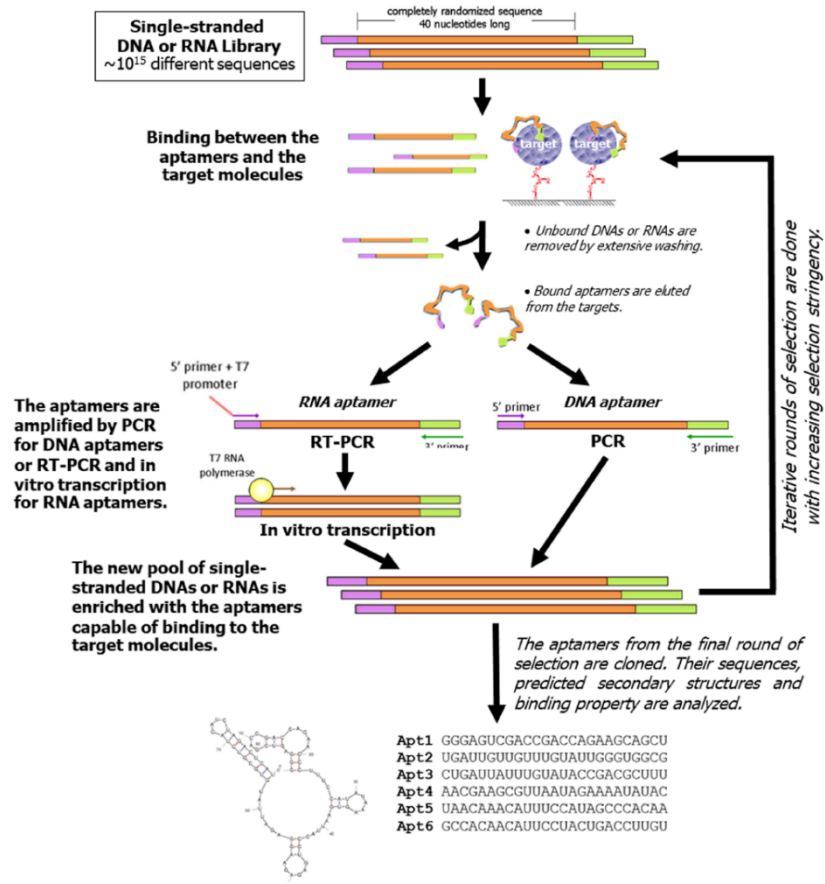 completely randomized sequence
40 nucleotides long
Single-stranded
DNA or RNA Library
~10¹⁵ different sequences
Binding between the
aptamers and the
target molecules
target
target
• Unbound DNAs or RNAs are
removed by extensive washing.
• Bound aptamers are eluted
from the targets.
Iterative rounds of selection are done
with increasing selection stringency.
5' primer + T7
promoter
The aptamers are
amplified by PCR
for DNA aptamers
or RT-PCR and in
vitro transcription
for RNA aptamers.
RNA aptamer
RT-PCR
3' primer
T7 RNA
polymerase
In vitro transcription
5' primer
DNA aptamer
PCR
3' primer
The new pool of single-
stranded DNAs or RNAs is
enriched with the aptamers
capable of binding to the
target molecules.
The aptamers from the final round of
selection are cloned. Their sequences,
predicted secondary structures and
binding property are analyzed.
Apt1 GGGAGUCGACCGACCAGAAGCAGCU
Apt2 UGAUUGUUGUUUGUAUUGGGUGGCG
Apt3 CUGAUUAUUUGUAUACCGACGCUUU
Apt4 AACGAAGCGUUAAUAGAAAAUAUAC
Apt5 UAACAAACAUUUCCAUAGCCCACAA
Apt6 GCCACAACAUUCCUACUGACCUUGU